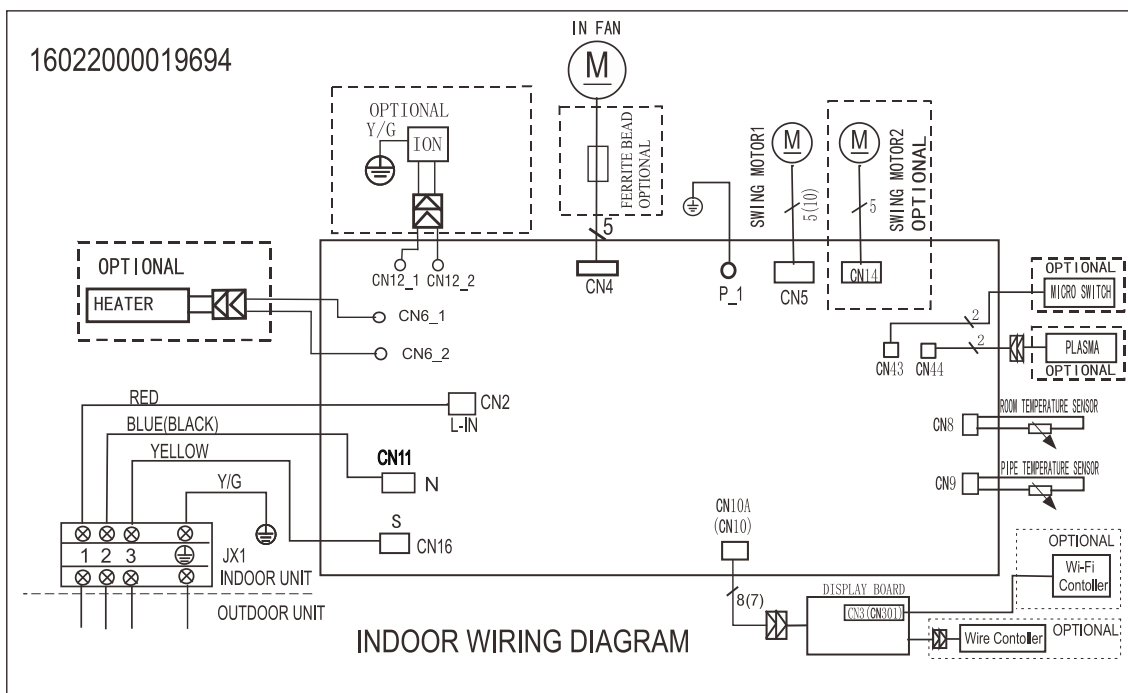 16022000019694
IN FAN
M
OPTIONAL
Y/G
ION
FERRITE BEAD
OPTIONAL
5
SWING MOTOR1
M
5(10)
M
5
SWING MOTOR2
OPTIONAL
CN12_1
CN12_2
CN4
P_1
CN5
CN14
OPTIONAL
HEATER
CN6_1
CN6_2
OPTIONAL
MICRO SWITCH
2
CN43
CN44
2
PLASMA
OPTIONAL
RED
CN2
L-IN
BLUE(BLACK)
YELLOW
CN11
N
Y/G
S
CN16
CN8
ROOM TEMPERATURE SENSOR
CN9
PIPE TEMPERATURE SENSOR
1 2 3
JX1
INDOOR UNIT
OUTDOOR UNIT
CN10A
(CN10)
8(7)
DISPLAY BOARD
CN3(CN301)
OPTIONAL
Wi-Fi
Contoller
Wire Contoller
OPTIONAL
INDOOR WIRING DIAGRAM